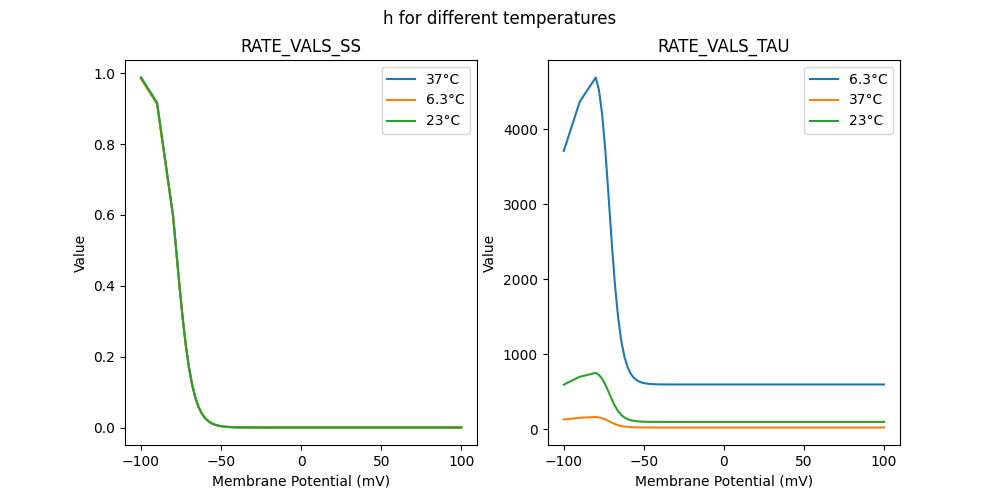 h for different temperatures
RATE_VALS_SS
1.0
0.8
0.6
0.4
0.2
0.0
Value
37°C
6.3°C
23°C
−100
−50
0
50
100
Membrane Potential (mV)
RATE_VALS_TAU
4000
3000
2000
1000
0
Value
6.3°C
37°C
23°C
−100
−50
0
50
100
Membrane Potential (mV)